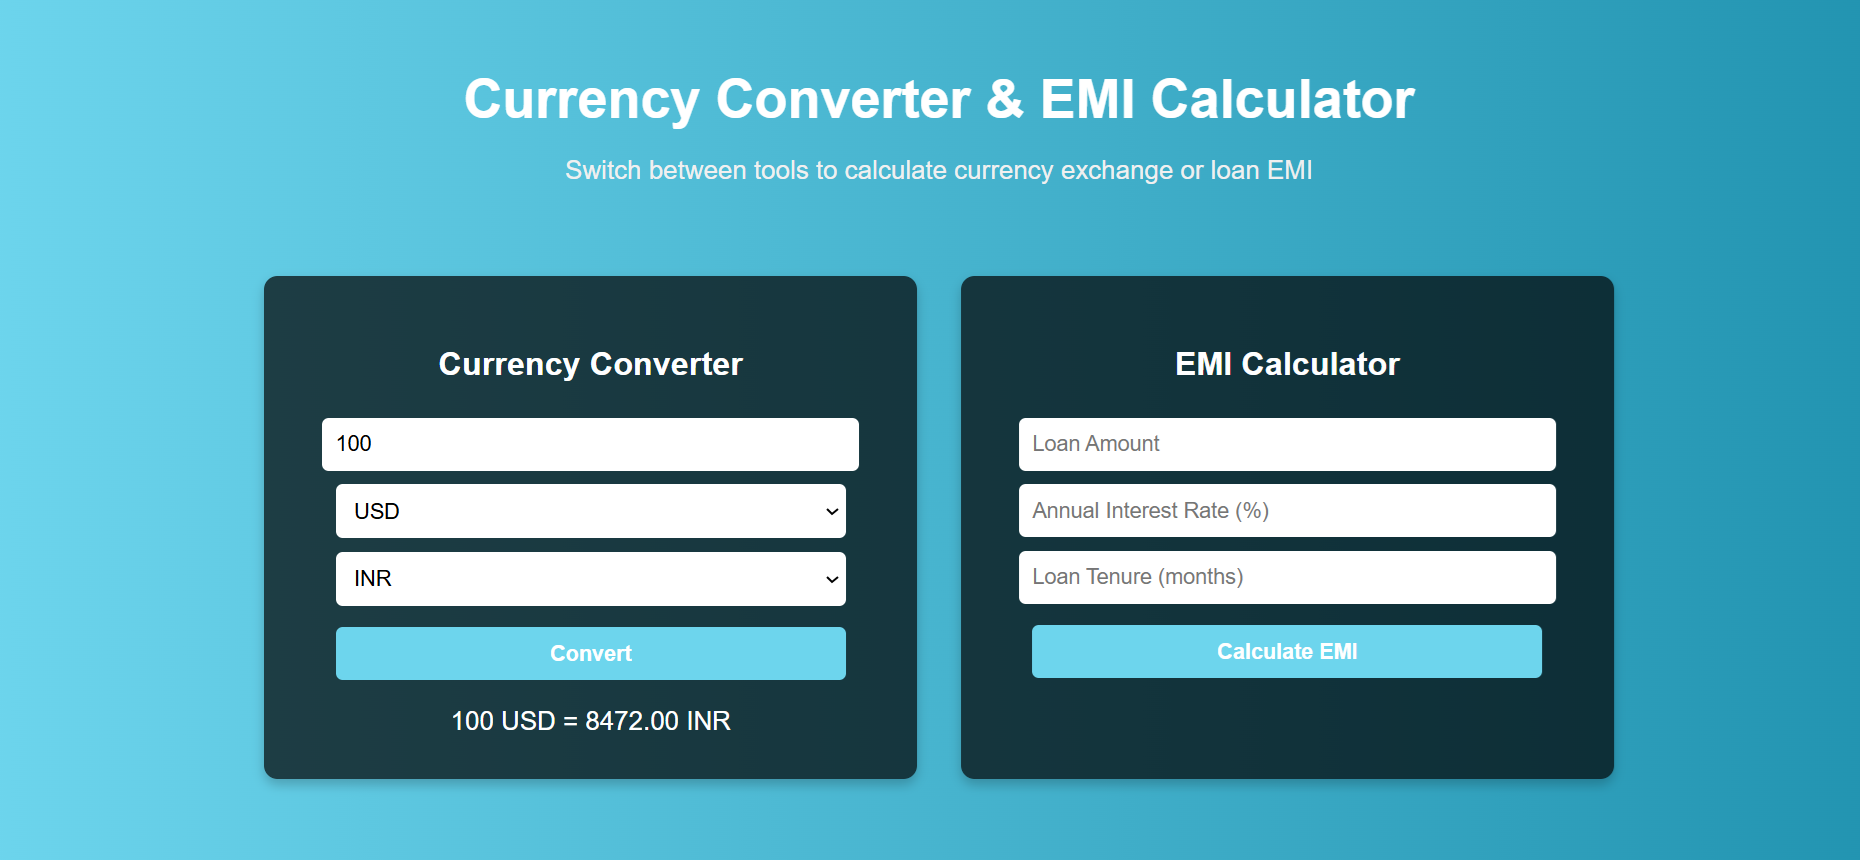 Currency Converter & EMI Calculator
Switch between tools to calculate currency exchange or loan EMI
Currency Converter
100
USD
INR
Convert
100 USD = 8472.00 INR
EMI Calculator
Loan Amount
Annual Interest Rate (%)
Loan Tenure (months)
Calculate EMI